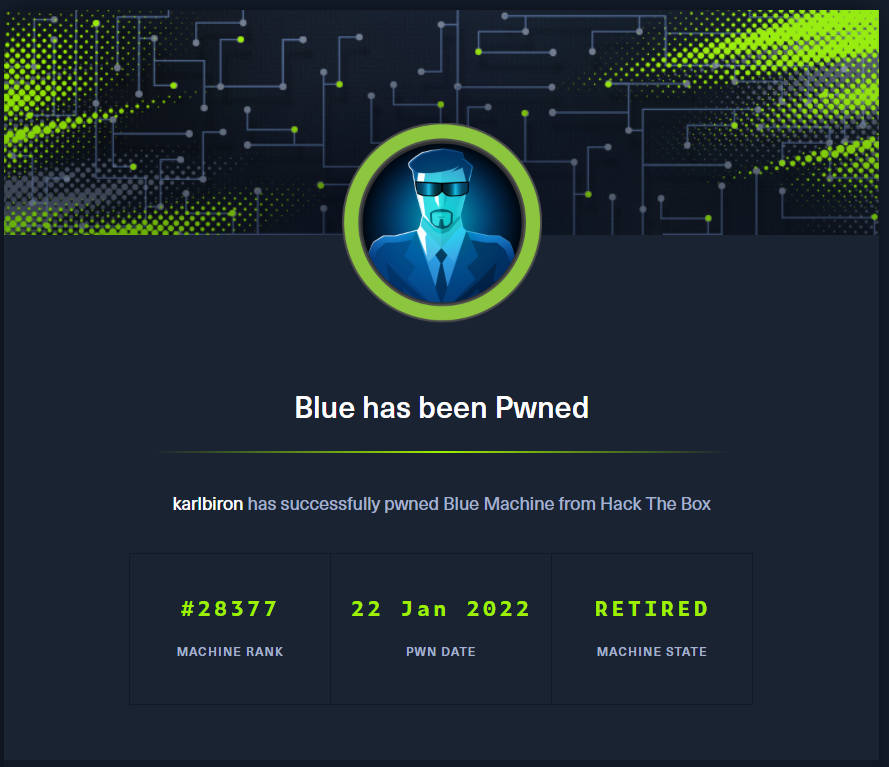 Blue has been Pwned
karlbiron has successfully pwned Blue Machine from Hack The Box
#28377 22 Jan 2022 RETIRED
MACHINE RANK PWN DATE MACHINE STATE